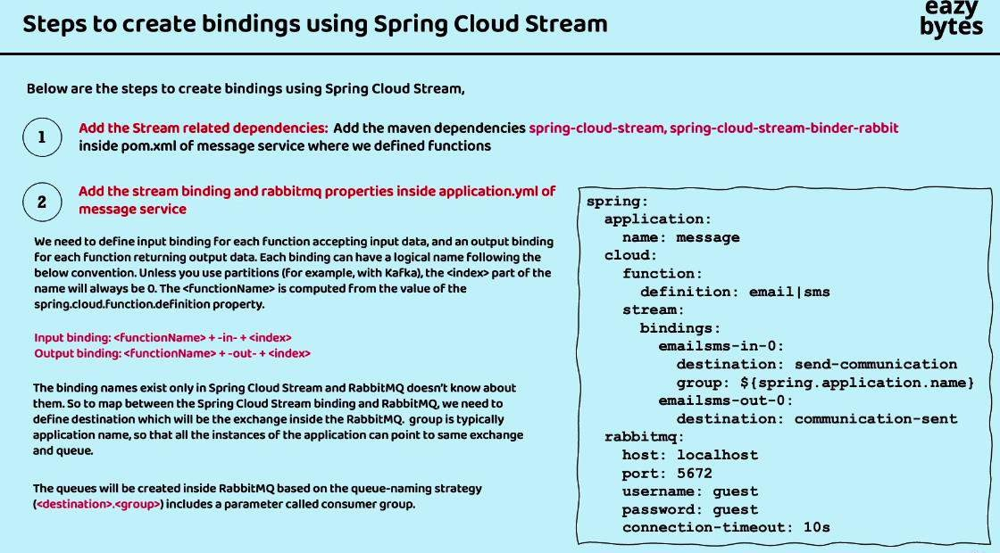 Steps to create bindings using Spring Cloud Stream
eazy
bytes
Below are the steps to create bindings using Spring Cloud Stream,
1
Add the Stream related dependencies: Add the maven dependencies spring-cloud-stream, spring-cloud-stream-binder-rabbit
inside pom.xml of message service where we defined functions
2
Add the stream binding and rabbitmq properties inside application.yml of
message service
We need to define input binding for each function accepting input data, and an output binding
for each function returning output data. Each binding can have a logical name following the
below convention. Unless you use partitions (for example, with Kafka), the <index> part of the
name will always be 0. The <functionName> is computed from the value of the
spring.cloud.function.definition property.
Input binding: <functionName> + -in- + <index>
Output binding: <functionName> + -out- + <index>
The binding names exist only in Spring Cloud Stream and RabbitMQ doesn't know about
them. So to map between the Spring Cloud Stream binding and RabbitMQ, we need to
define destination which will be the exchange inside the RabbitMQ. group is typically
application name, so that all the instances of the application can point to same exchange
and queue.
The queues will be created inside RabbitMQ based on the queue-naming strategy
(<destination>.<group>) includes a parameter called consumer group.
spring:
  application:
    name: message
  cloud:
    function:
      definition: email|sms
    stream:
      bindings:
        emailsms-in-0:
          destination: send-communication
          group: ${spring.application.name}
        emailsms-out-0:
          destination: communication-sent
  rabbitmq:
    host: localhost
    port: 5672
    username: guest
    password: guest
    connection-timeout: 10s